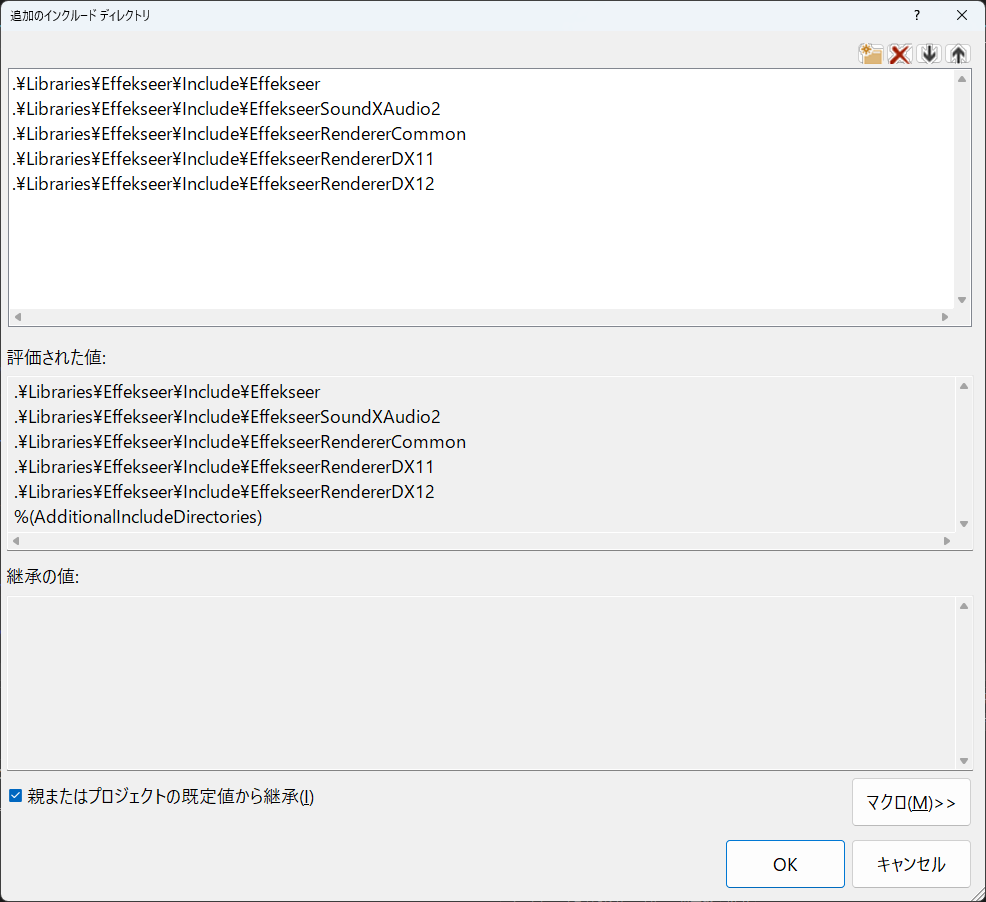 追加のインクルード ディレクトリ
?
.¥Libraries¥Effekseer¥Include¥Effekseer
.¥Libraries¥Effekseer¥Include¥EffekseerSoundXAudio2
.¥Libraries¥Effekseer¥Include¥EffekseerRendererCommon
.¥Libraries¥Effekseer¥Include¥EffekseerRendererDX11
.¥Libraries¥Effekseer¥Include¥EffekseerRendererDX12
評価された値:
.¥Libraries¥Effekseer¥Include¥Effekseer
.¥Libraries¥Effekseer¥Include¥EffekseerSoundXAudio2
.¥Libraries¥Effekseer¥Include¥EffekseerRendererCommon
.¥Libraries¥Effekseer¥Include¥EffekseerRendererDX11
.¥Libraries¥Effekseer¥Include¥EffekseerRendererDX12
%(AdditionalIncludeDirectories)
継承の値:
親またはプロジェクトの既定値から継承(I)
マクロ(M)>>
OK
キャンセル